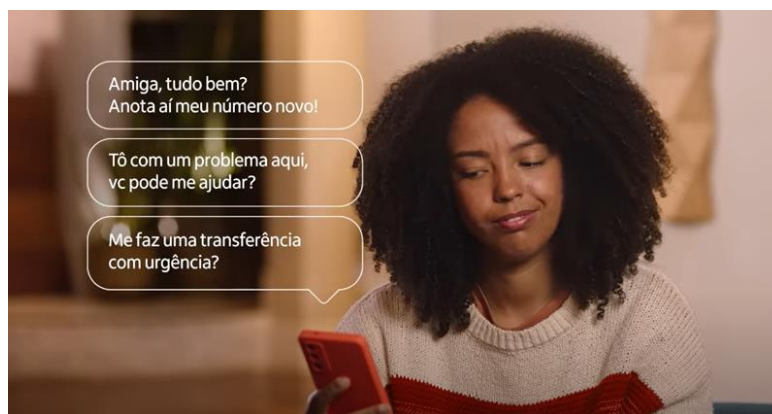 Amiga, tudo bem?
Anota aí meu número novo!
Tô com um problema aqui,
vc pode me ajudar?
Me faz uma transferência
com urgência?